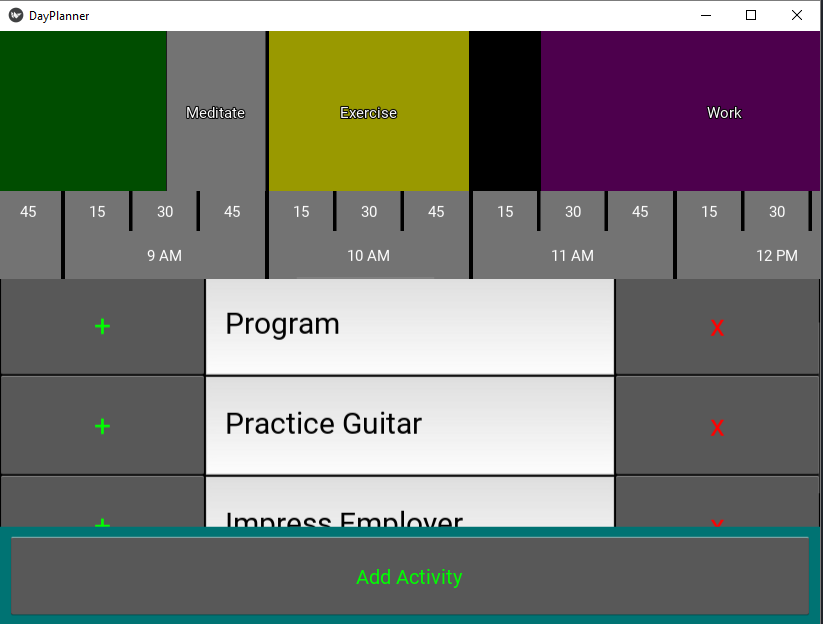 DayPlanner
Meditate Exercise Work
45 15 30 45 15 30 45 15 30 45 15 30
9 AM 10 AM 11 AM 12 PM
+ Program x
+ Practice Guitar x
+ Impress Employer x
Add Activity